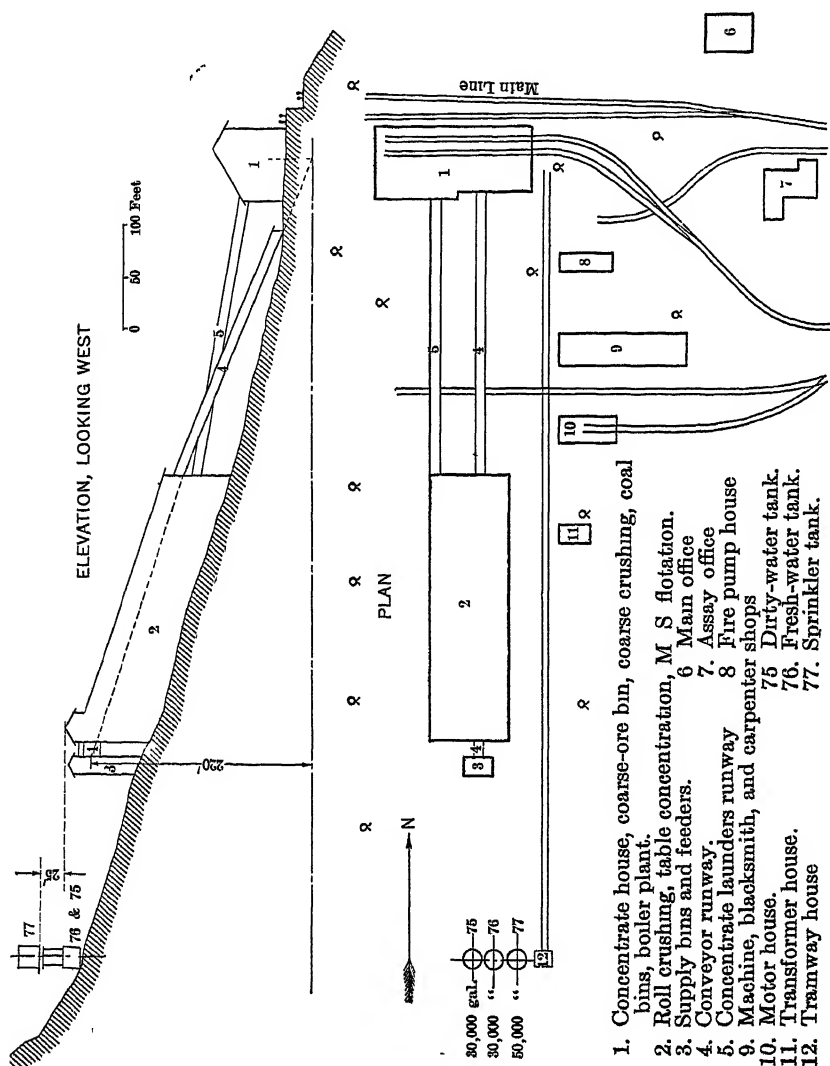 ELEVATION, LOOKING WEST
0 50 100 Feet
77
25'
76 & 75
3
4
220'
2
5
4
1
PLAN
N
Main Line
1
2
3
4
4
5
6
7
8
9
10
11
12
9
30,000 gal. 75
30,000 “ 76
50,000 “ 77
1. Concentrate house, coarse-ore bin, coarse crushing, coal
bins, boiler plant.
2. Roll crushing, table concentration, M S flotation.
3. Supply bins and feeders.
4. Conveyor runway.
5. Concentrate launders runway
9. Machine, blacksmith, and carpenter shops
10. Motor house.
11. Transformer house.
12. Tramway house
6 Main office
7. Assay office
8 Fire pump house
75 Dirty-water tank.
76. Fresh-water tank.
77. Sprinkler tank.